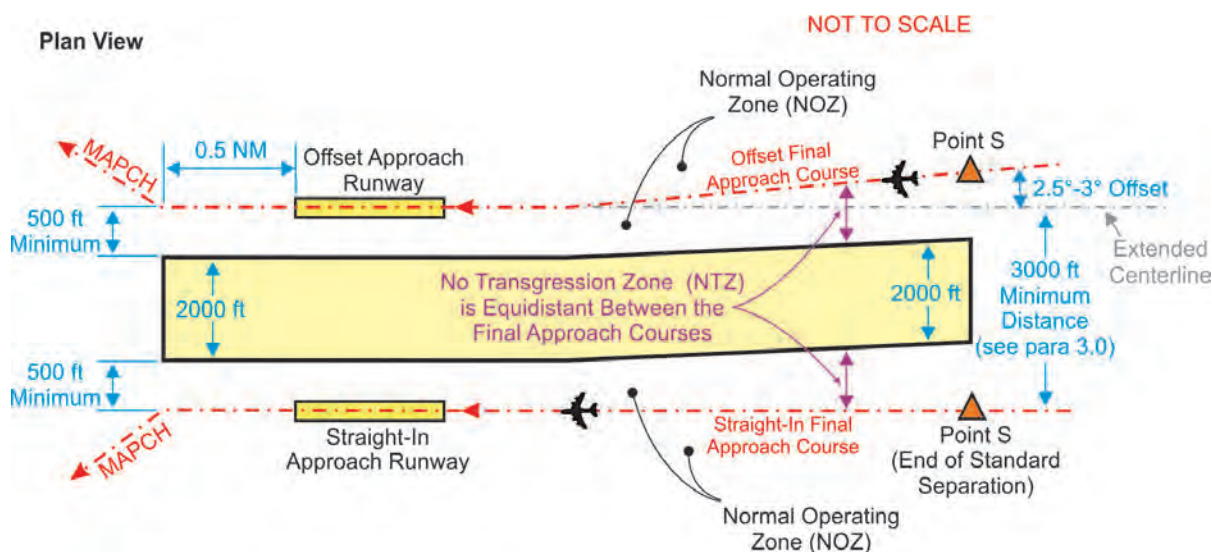 NOT TO SCALE
Plan View
Normal Operating
Zone (NOZ)
MAPCH
0.5 NM
Offset Approach
Runway
Offset Final
Approach Course
Point S
2.5°-3° Offset
500 ft
Minimum
Extended
Centerline
2000 ft
No Transgression Zone (NTZ)
is Equidistant Between the
Final Approach Courses
2000 ft
3000 ft
Minimum
Distance
(see para 3.0)
500 ft
Minimum
MAPCH
Straight-In
Approach Runway
Straight-In Final
Approach Course
Point S
(End of Standard
Separation)
Normal Operating
Zone (NOZ)